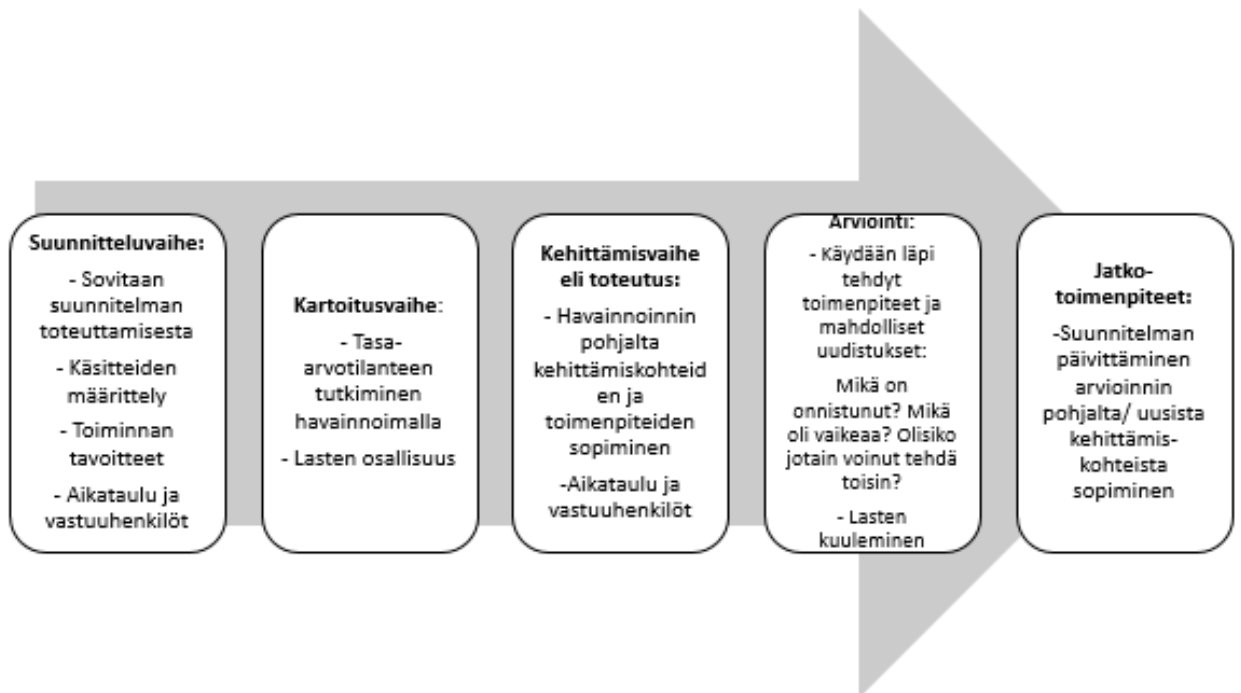 Suunnitteluvaihe:
- Sovitaan
suunnitelman
toteuttamisesta
- Käsitteiden
määrittely
- Toiminnan
tavoitteet
- Aikataulu ja
vastuuhenkilöt
Kartoitusvaihe:
- Tasa-
arvotilanteen
tutkiminen
havainnoimalla
- Lasten osallisuus
Kehittämisvaihe
eli toteutus:
- Havainnoinnin
pohjalta
kehittämiskohteid
en ja
toimenpiteiden
sopiminen
-Aikataulu ja
vastuuhenkilöt
Arviointi:
- Käydään läpi
tehdyt
toimenpiteet ja
mahdolliset
uudistukset:
Mikä on
onnistunut? Mikä
oli vaikeaa? Olisiko
jotain voinut tehdä
toisin?
- Lasten
kuuleminen
Jatko-
toimenpiteet:
-Suunnitelman
päivittäminen
arvioinnin
pohjalta/ uusista
kehittämis-
kohteista
sopiminen